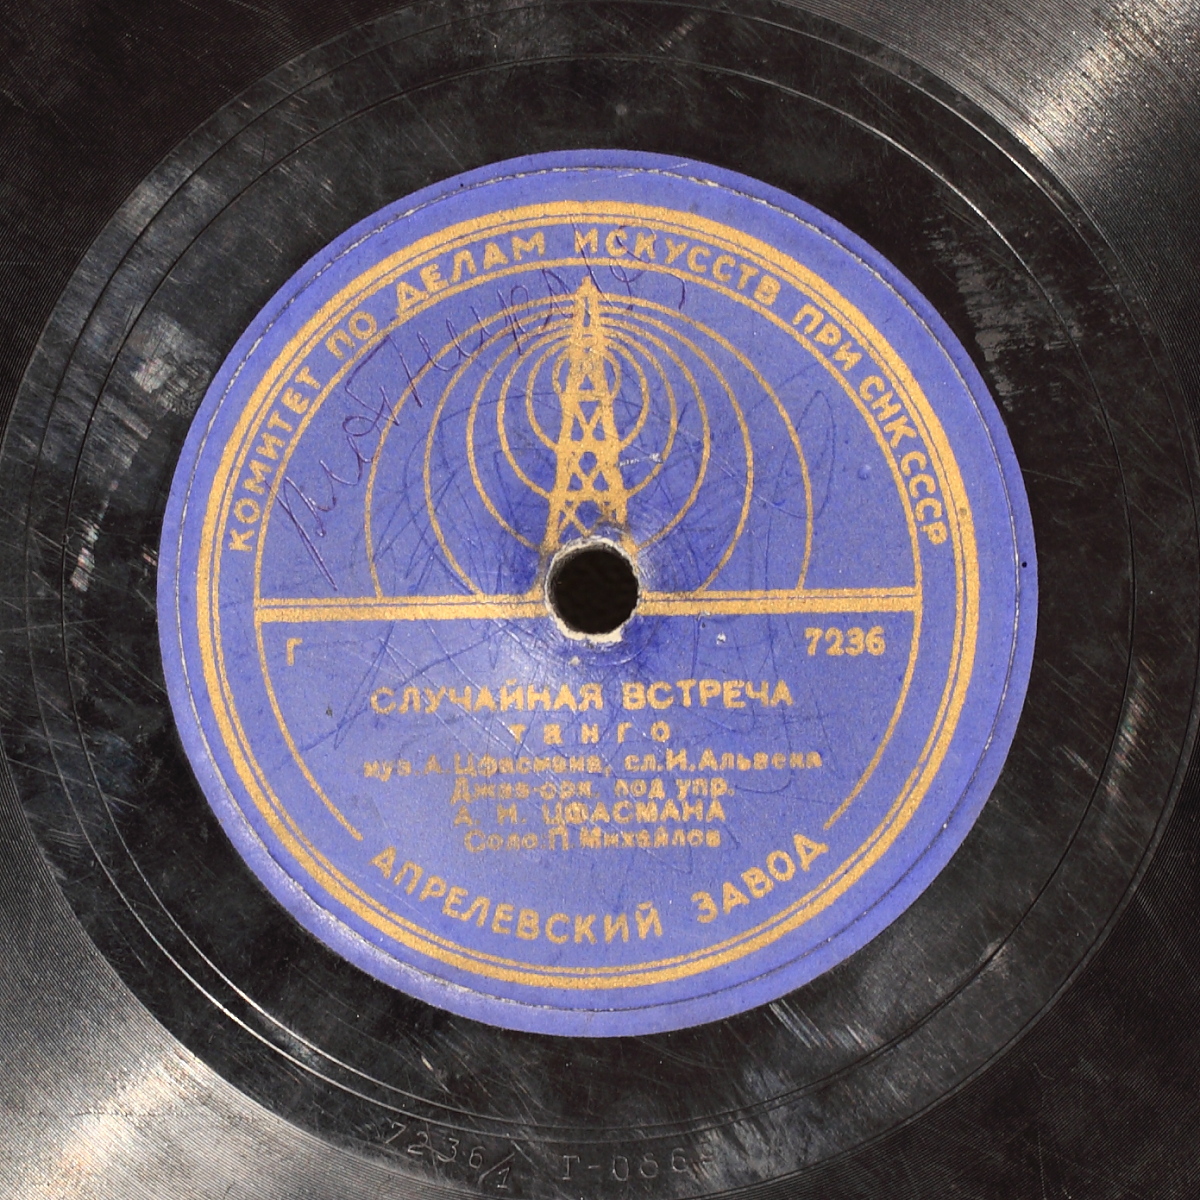 КОМИТЕТ ПО ДЕЛАМ ИСКУССТВ ПРИ СНК СССР
Г 7236
СЛУЧАЙНАЯ ВСТРЕЧА
танго
муз. А. Цфасмана, сл. И. Альвека
Джаз-орк. под упр.
А. Н. ЦФАСМАНА
Соло П. Михайлов
АПРЕЛЕВСКИЙ ЗАВОД
7236/1